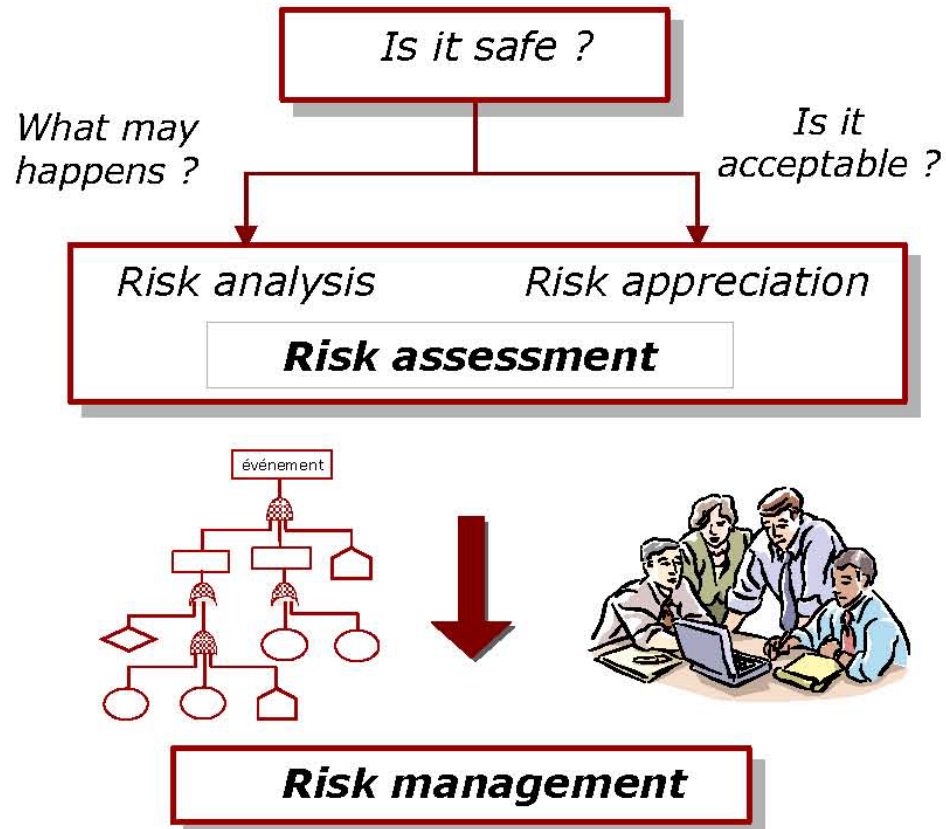 Is it safe ?
What may
happens ?
Is it
acceptable ?
Risk analysis
Risk appreciation
Risk assessment
événement
Risk management